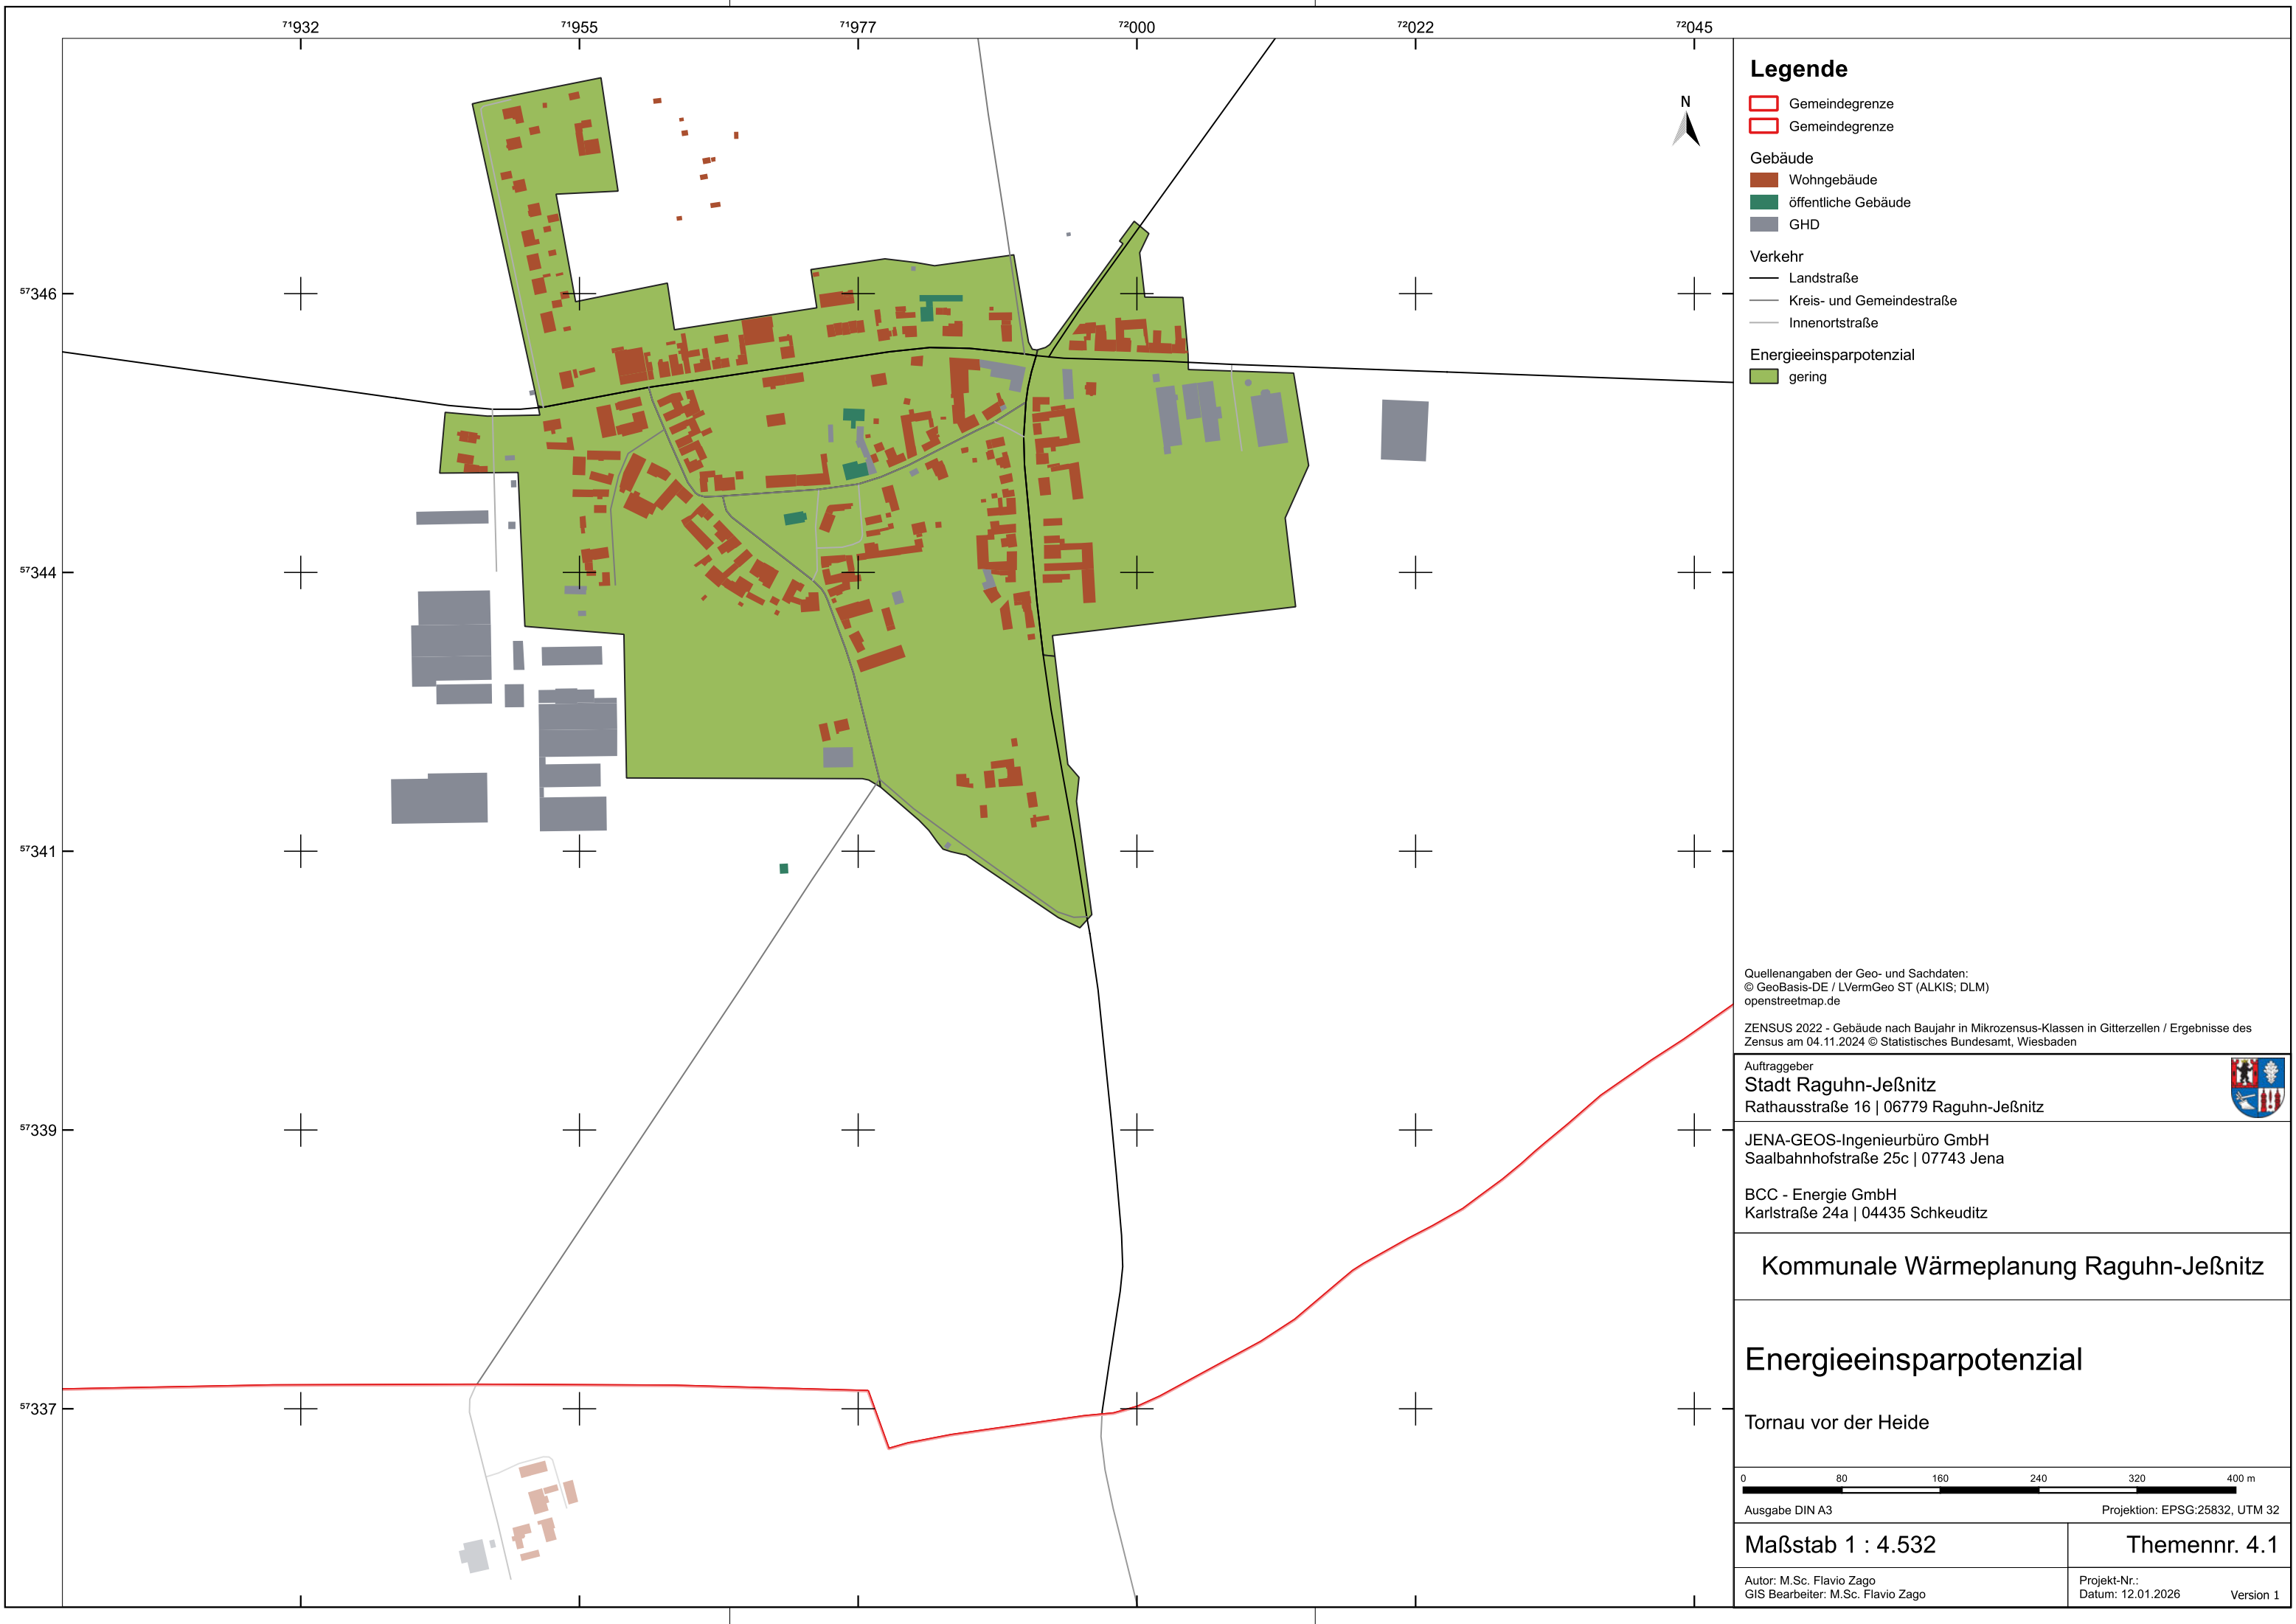 ⁷¹932
⁷¹955
⁷¹977
⁷²000
⁷²022
⁷²045
⁵⁷346
⁵⁷344
⁵⁷341
⁵⁷339
⁵⁷337
N
Legende
Gemeindegrenze
Gemeindegrenze
Gebäude
Wohngebäude
öffentliche Gebäude
GHD
Verkehr
Landstraße
Kreis- und Gemeindestraße
Innenortstraße
Energieeinsparpotenzial
gering
Quellenangaben der Geo- und Sachdaten:
© GeoBasis-DE / LVermGeo ST (ALKIS; DLM)
openstreetmap.de
ZENSUS 2022 - Gebäude nach Baujahr in Mikrozensus-Klassen in Gitterzellen / Ergebnisse des
Zensus am 04.11.2024 © Statistisches Bundesamt, Wiesbaden
Auftraggeber
Stadt Raguhn-Jeßnitz
Rathausstraße 16 | 06779 Raguhn-Jeßnitz
JENA-GEOS-Ingenieurbüro GmbH
Saalbahnhofstraße 25c | 07743 Jena
BCC - Energie GmbH
Karlstraße 24a | 04435 Schkeuditz
Kommunale Wärmeplanung Raguhn-Jeßnitz
Energieeinsparpotenzial
Tornau vor der Heide
0 80 160 240 320 400 m
Ausgabe DIN A3 Projektion: EPSG:25832, UTM 32
Maßstab 1 : 4.532 Themennr. 4.1
Autor: M.Sc. Flavio Zago Projekt-Nr.:
GIS Bearbeiter: M.Sc. Flavio Zago Datum: 12.01.2026 Version 1